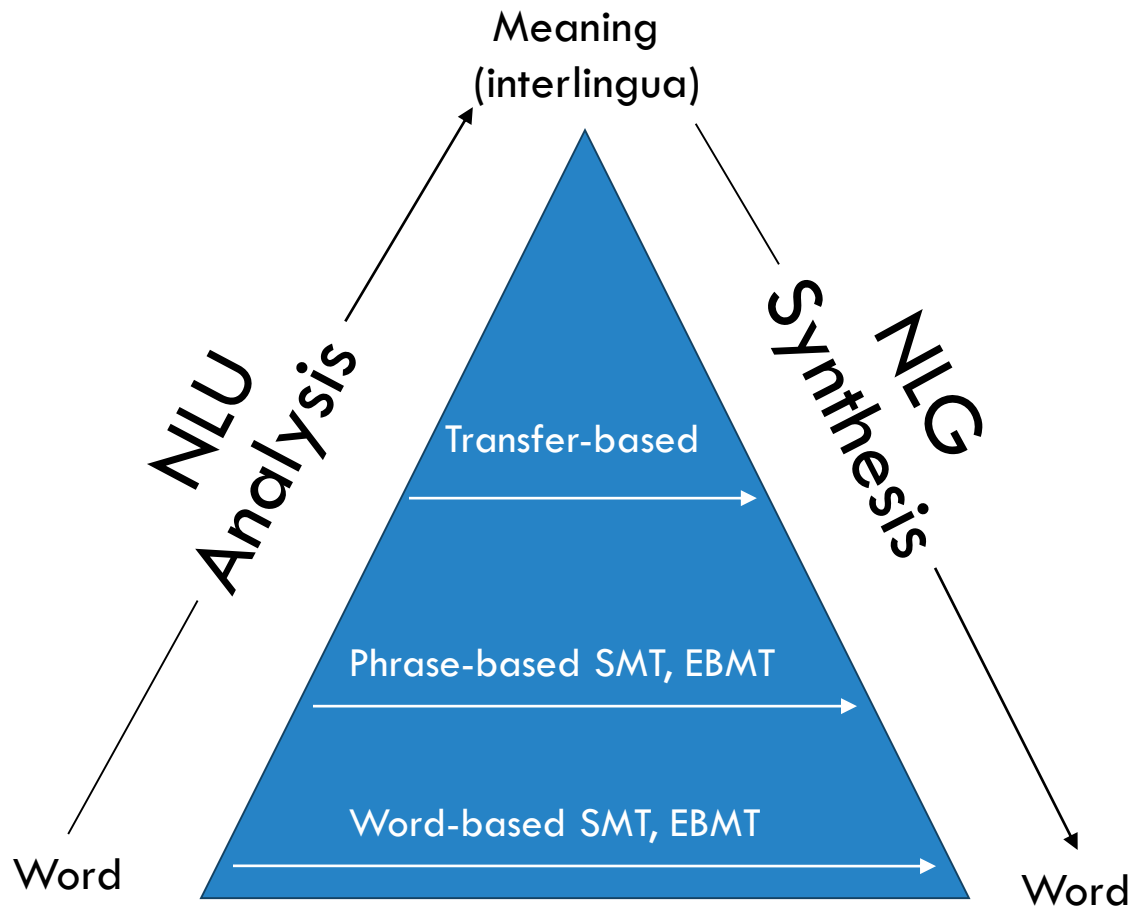 Meaning
(interlingua)
NLU
Analysis
NLG
Synthesis
Transfer-based
Phrase-based SMT, EBMT
Word-based SMT, EBMT
Word
Word